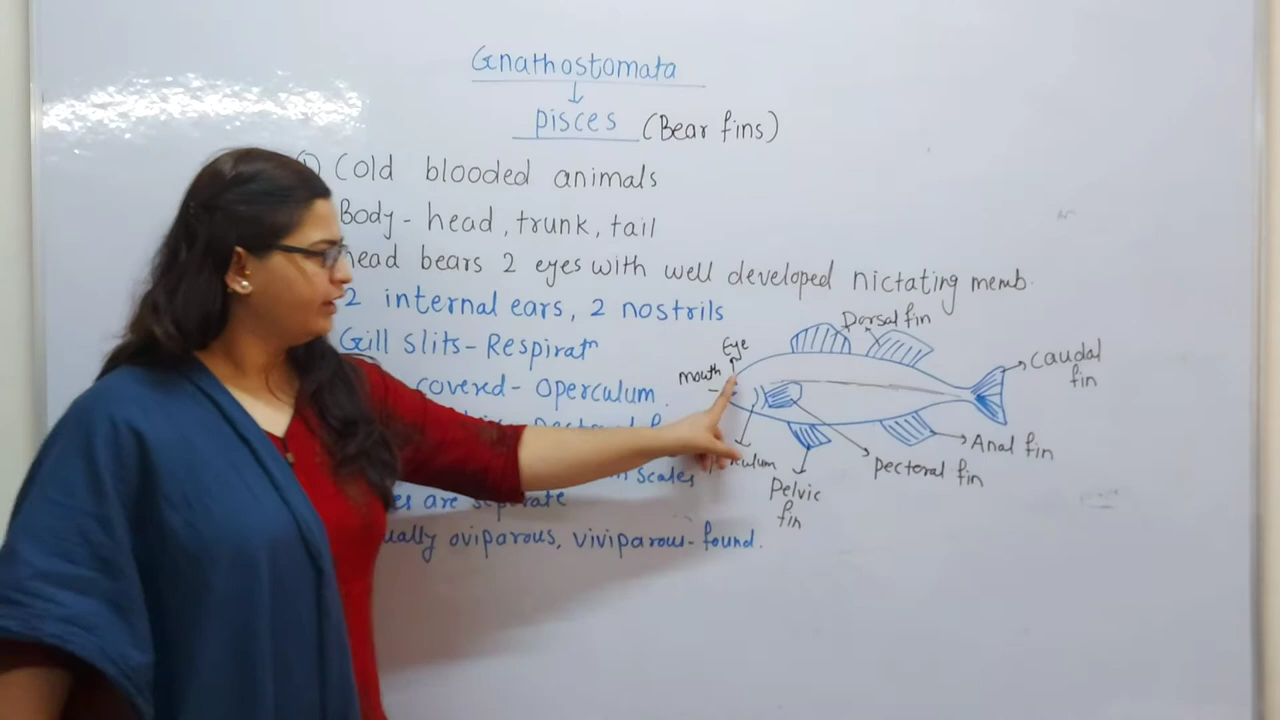 Gnathostomata
↓
Pisces (Bear fins)
① Cold blooded animals
Body - head, trunk, tail
head bears 2 eyes with well developed nictating memb.
2 internal ears, 2 nostrils
Gill slits - Respiratⁿ
covered - Operculum.
scales
are separate
oviparous, viviparous - found.
Dorsal fin
Eye
mouth
Caudal
fin
Anal fin
Pectoral fin
Pelvic
fin